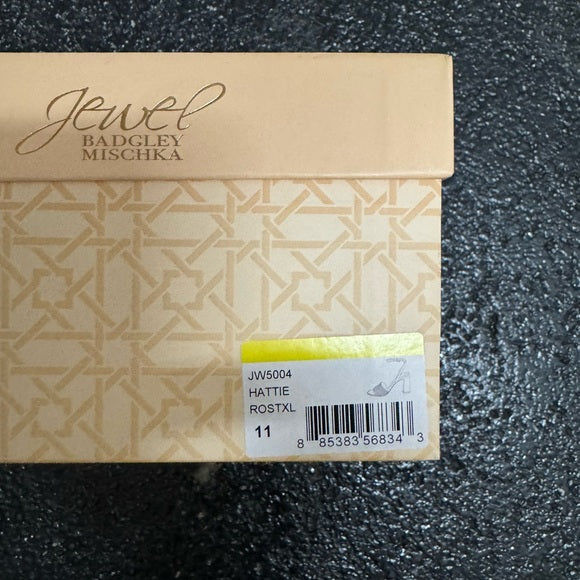 Jewel
BADGLEY
MISCHKA
JW5004
HATTIE
ROSTXL
11
8 85383 56834 3